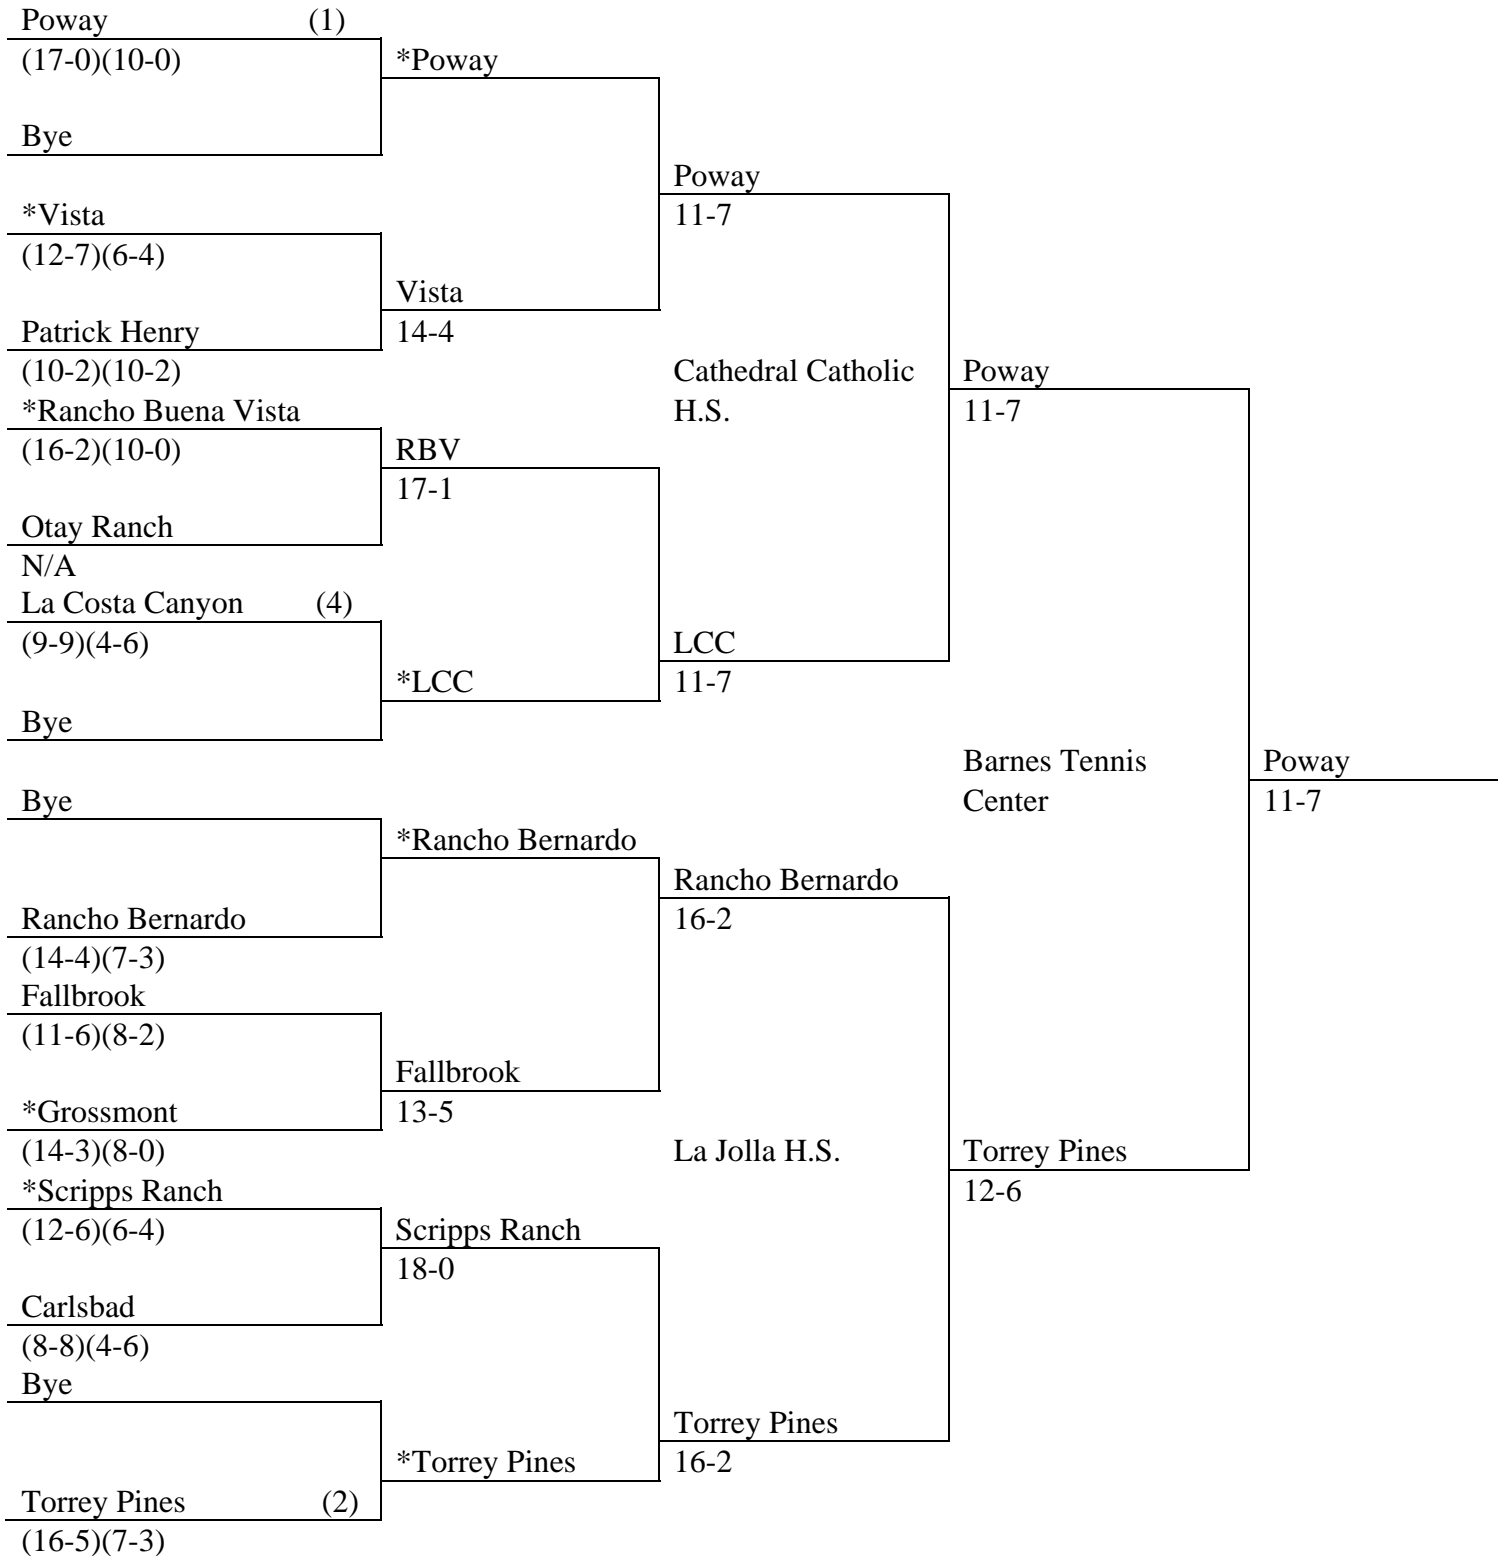 Poway (1)
(17-0)(10-0)
*Poway
Bye
Poway
*Vista
11-7
(12-7)(6-4)
Vista
Patrick Henry
14-4
(10-2)(10-2)
Cathedral Catholic
Poway
*Rancho Buena Vista
H.S.
11-7
(16-2)(10-0)
RBV
17-1
Otay Ranch
N/A
La Costa Canyon (4)
(9-9)(4-6)
LCC
*LCC
11-7
Bye
Barnes Tennis
Poway
Bye
Center
11-7
*Rancho Bernardo
Rancho Bernardo
Rancho Bernardo
16-2
(14-4)(7-3)
Fallbrook
(11-6)(8-2)
Fallbrook
*Grossmont
13-5
(14-3)(8-0)
La Jolla H.S.
Torrey Pines
*Scripps Ranch
12-6
(12-6)(6-4)
Scripps Ranch
18-0
Carlsbad
(8-8)(4-6)
Bye
Torrey Pines
*Torrey Pines
16-2
Torrey Pines (2)
(16-5)(7-3)